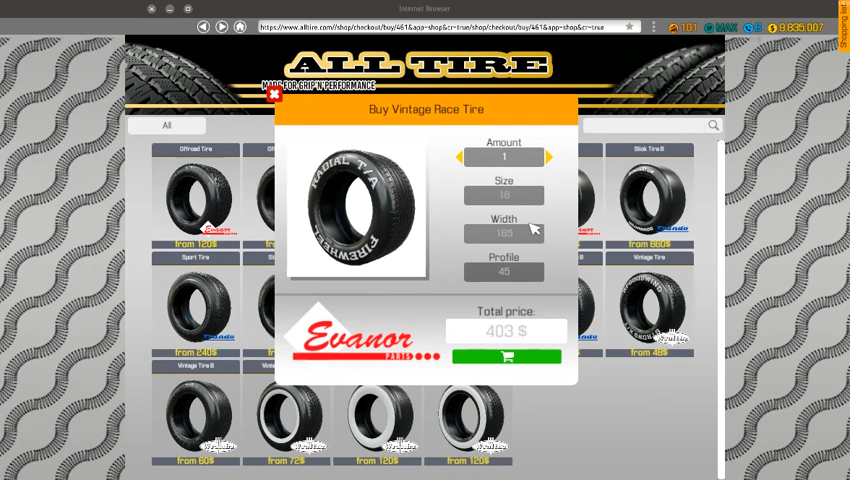 Internet Browser
https://www.alltire.com//shop/checkout/buy/461&app-shop&cr=true/shop/checkout/buy/461&app-shop&cr=true
101
MAX
6
9.835.007
Shopping list
ALL TIRE
MADE FOR GRIP'N'PERFORMANCE
All
Buy Vintage Race Tire
Amount
1
Size
16
Width
165
Profile
45
Total price:
403 $
Evanor
PARTS
RADIAL T/A
FIREWHEEL
Offroad Tire
Slick Tire B
from 120$
from 660$
Sport Tire
Vintage Tire
from 240$
from 48$
Vintage Tire B
from 60$
from 72$
from 120$
from 120$